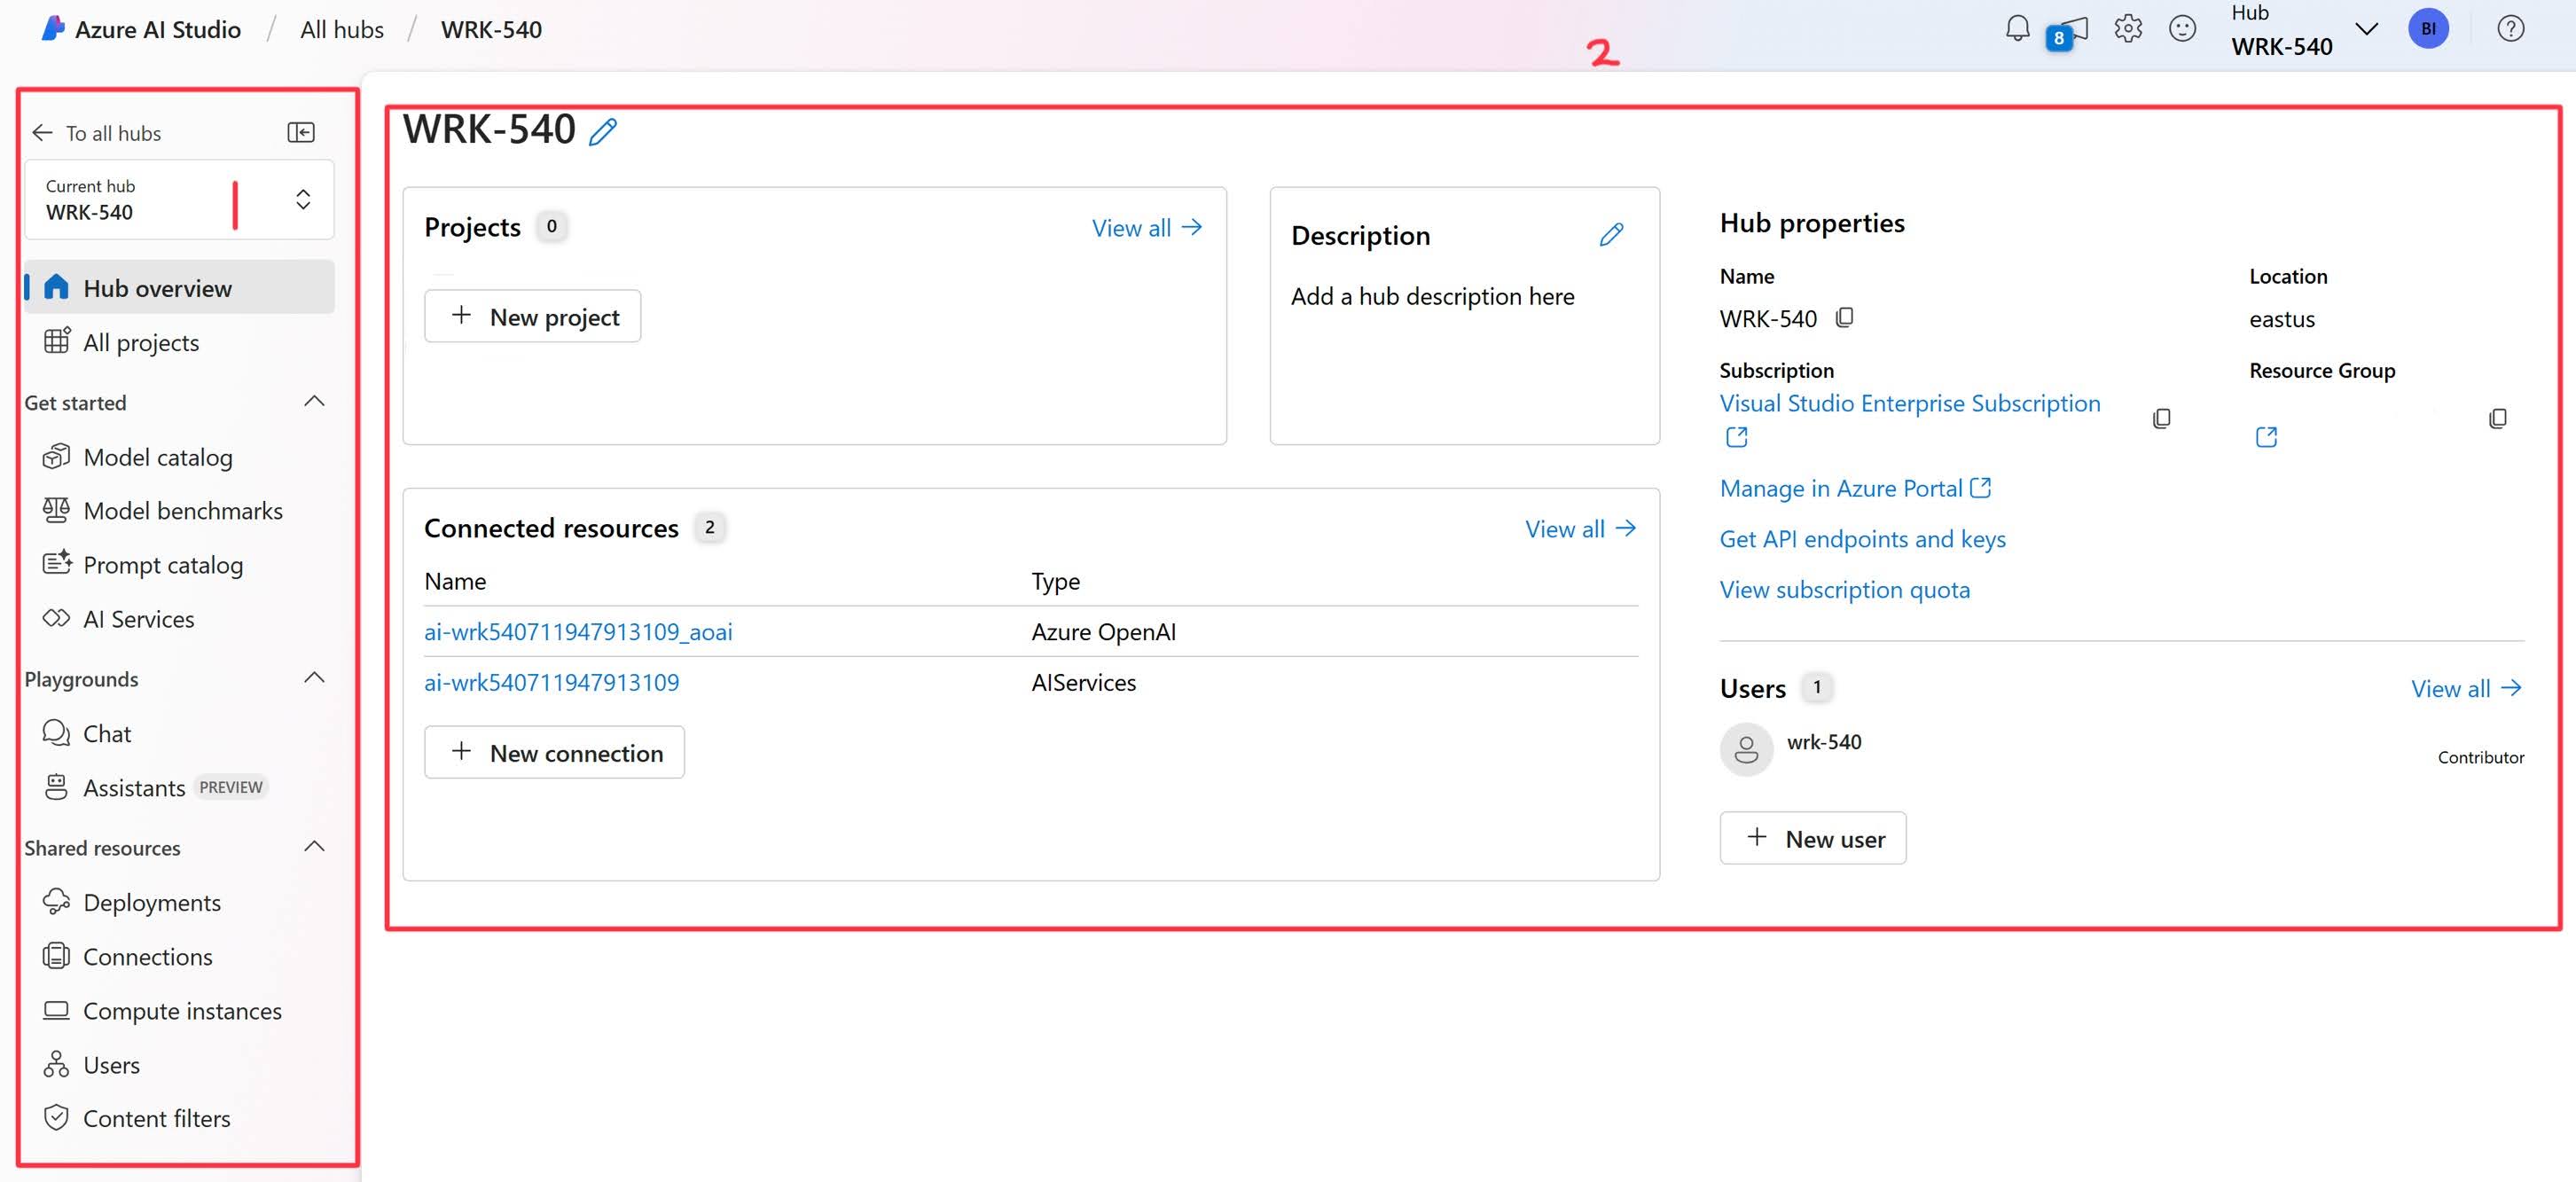 Azure AI Studio / All hubs / WRK-540
8
Hub
WRK-540
BI
2
To all hubs
Current hub
WRK-540
1
Hub overview
All projects
Get started
Model catalog
Model benchmarks
Prompt catalog
AI Services
Playgrounds
Chat
Assistants PREVIEW
Shared resources
Deployments
Connections
Compute instances
Users
Content filters
WRK-540
Projects 0 View all
+ New project
Description
Add a hub description here
Connected resources 2 View all
Name Type
ai-wrk540711947913109_aoai Azure OpenAI
ai-wrk540711947913109 AIServices
+ New connection
Hub properties
Name Location
WRK-540 eastus
Subscription Resource Group
Visual Studio Enterprise Subscription
Manage in Azure Portal
Get API endpoints and keys
View subscription quota
Users 1 View all
wrk-540
Contributor
+ New user